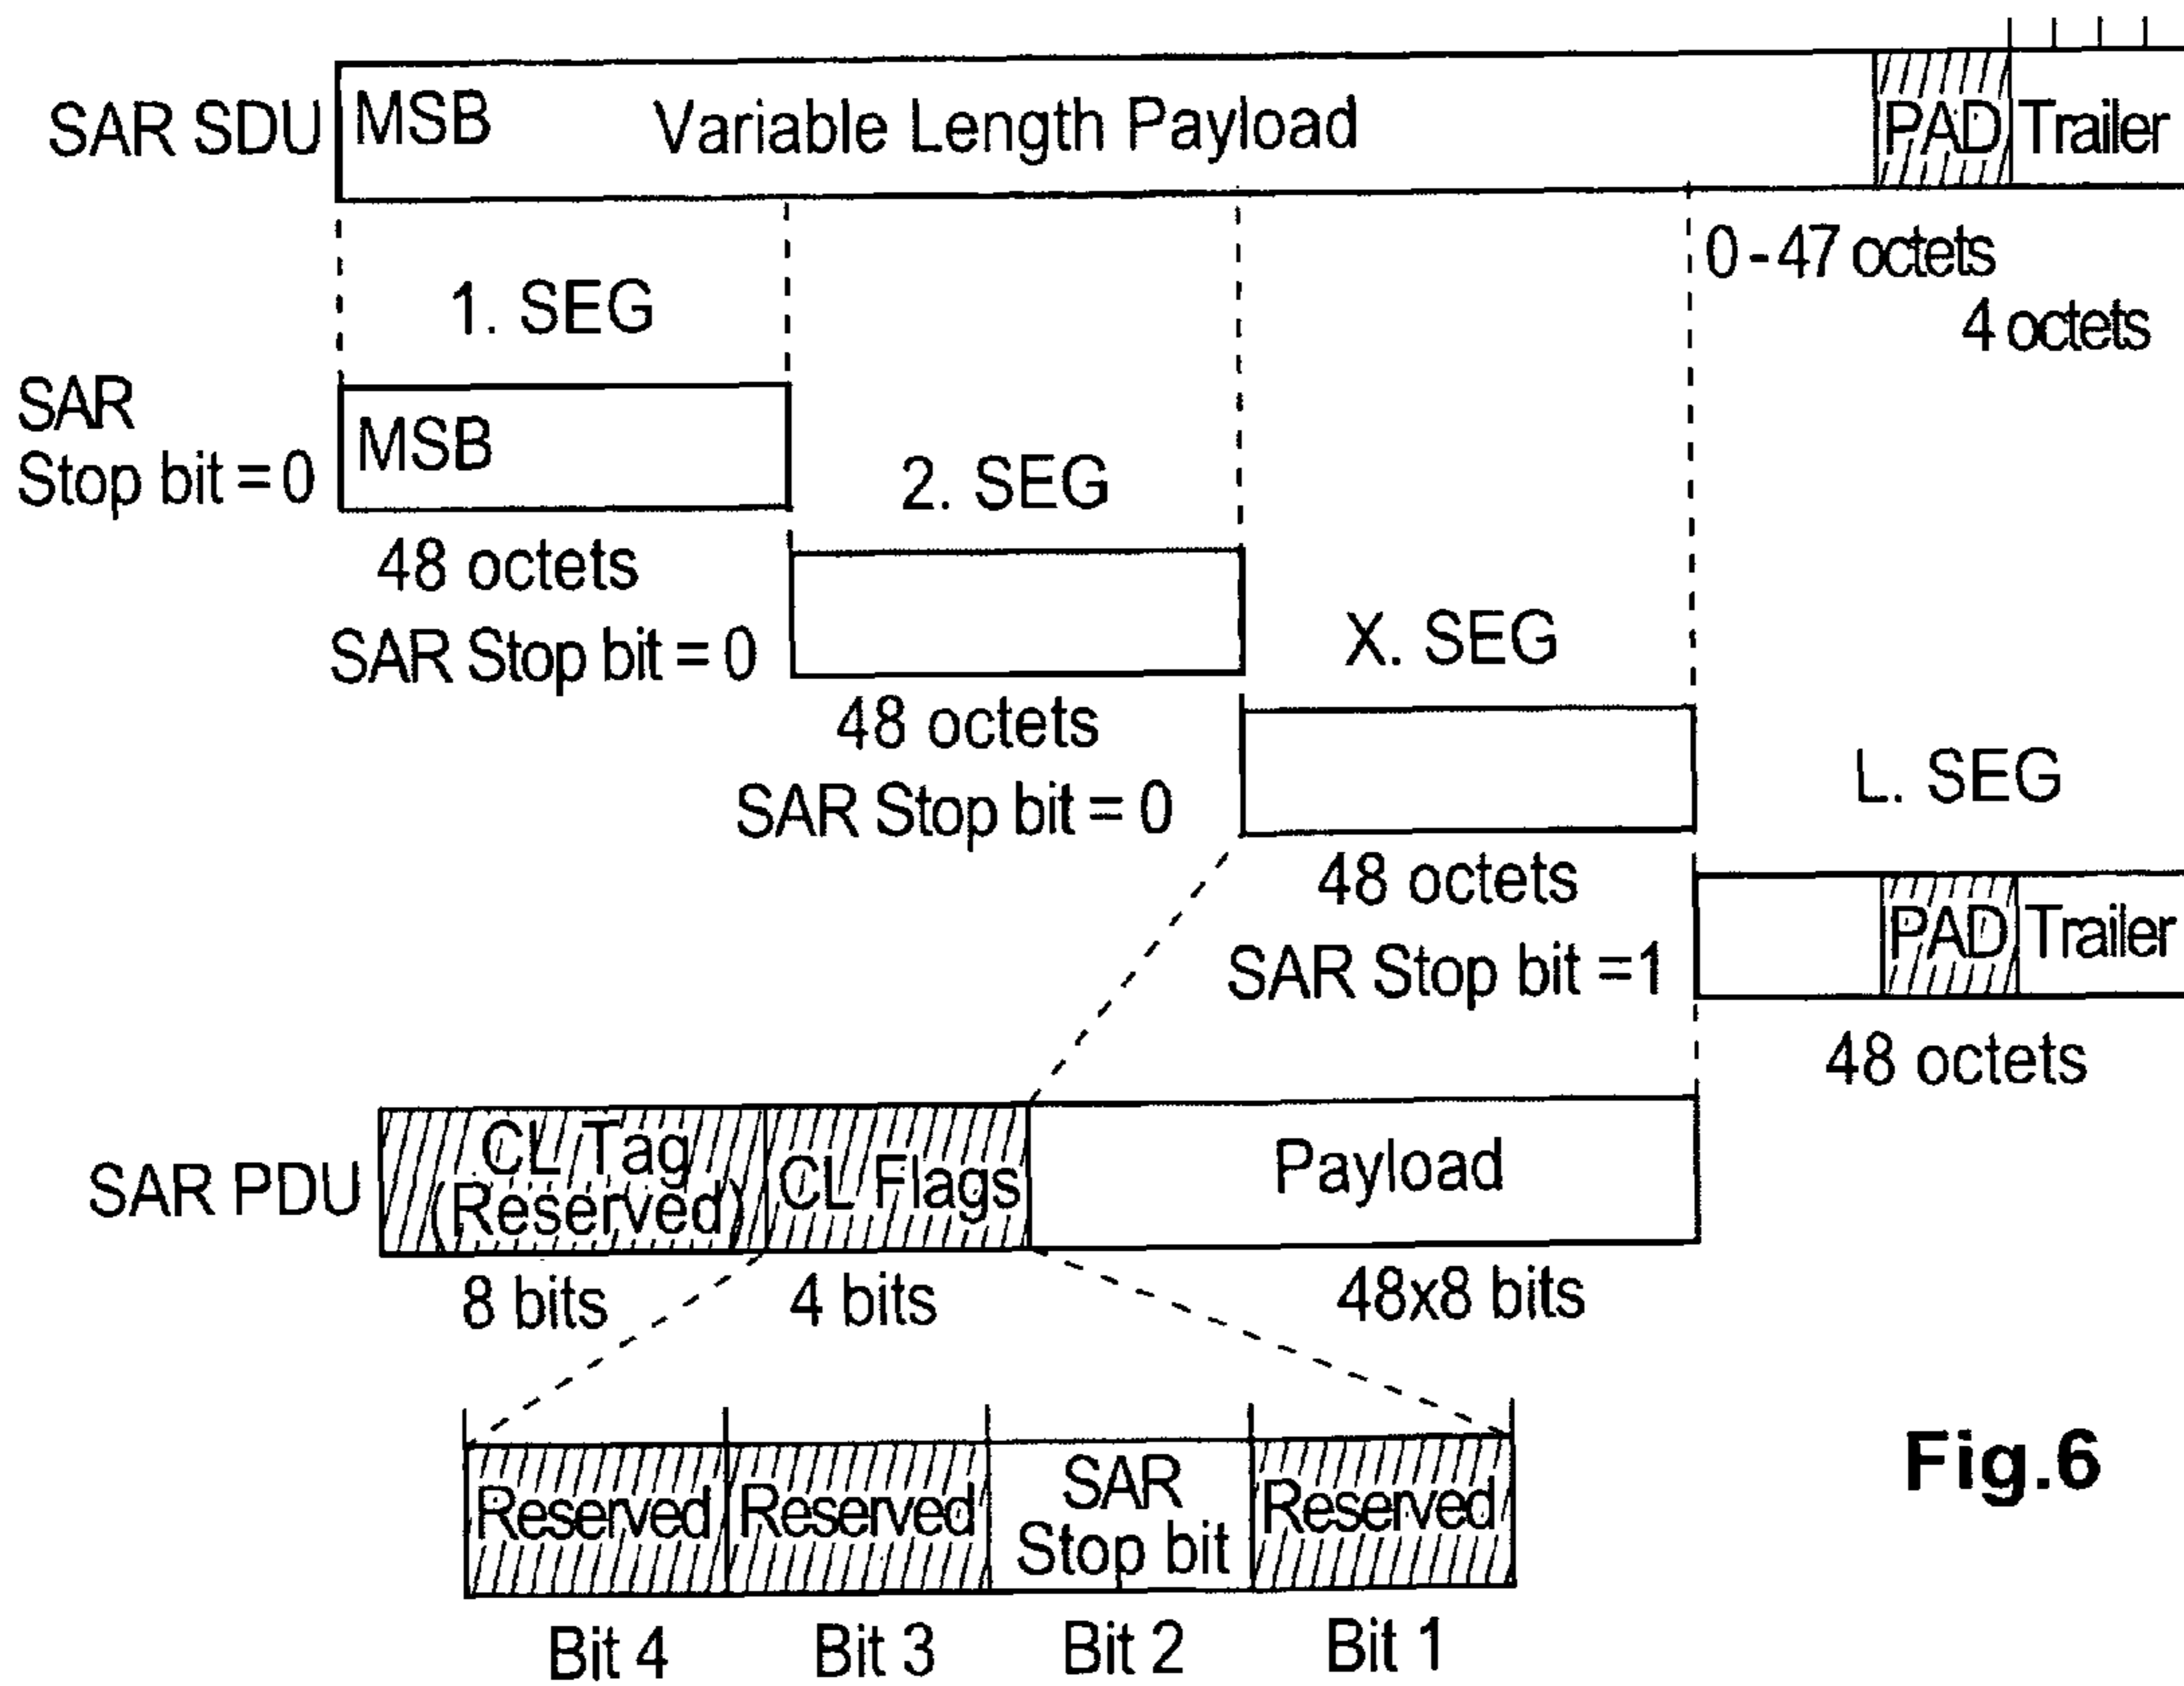 SAR SDU
MSB
Variable Length Payload
PAD
Trailer
0-47 octets
4 octets
1. SEG
SAR
Stop bit = 0
MSB
48 octets
2. SEG
SAR Stop bit = 0
48 octets
X. SEG
SAR Stop bit = 0
48 octets
L. SEG
SAR Stop bit =1
PAD
Trailer
48 octets
SAR PDU
CL Tag
(Reserved)
CL Flags
Payload
8 bits
4 bits
48x8 bits
Reserved
Reserved
SAR
Stop bit
Reserved
Bit 4
Bit 3
Bit 2
Bit 1
Fig.6